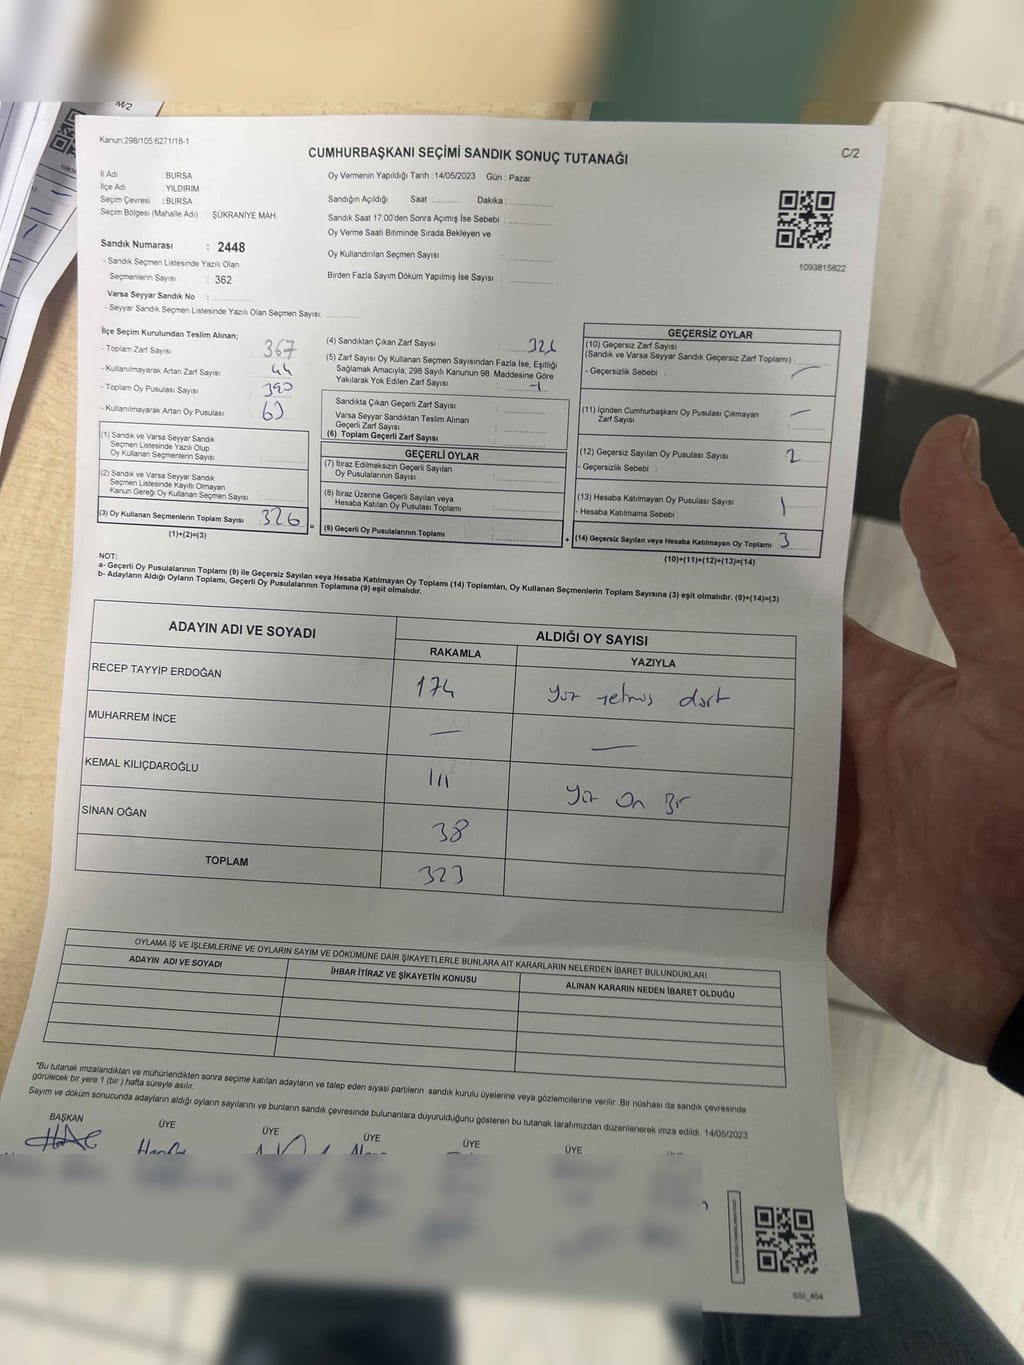 M/2
Kanun:298/105,6271/18-1
C/2
CUMHURBAŞKANI SEÇİMİ SANDIK SONUÇ TUTANAĞI
İl Adı : BURSA
İlçe Adı : YILDIRIM
Seçim Çevresi : BURSA
Seçim Bölgesi (Mahalle Adı) : ŞÜKRANİYE MAH.
Oy Vermenin Yapıldığı Tarih : 14/05/2023 Gün : Pazar
Sandığın Açıldığı Saat : Dakika :
Sandık Saat 17:00'den Sonra Açımış İse Sebebi :
Oy Verme Saati Bitiminde Sırada Bekleyen ve
Oy Kullandırılan Seçmen Sayısı :
Birden Fazla Sayım Döküm Yapılmış İse Sayısı :
1093815822
Sandık Numarası : 2448
- Sandık Seçmen Listesinde Yazılı Olan
Seçmenlerin Sayısı : 362
Varsa Seyyar Sandık No :
- Seyyar Sandık Seçmen Listesinde Yazılı Olan Seçmen Sayısı:
İlçe Seçim Kurulundan Teslim Alınan:
- Toplam Zarf Sayısı : 367
- Kullanılmayarak Artan Zarf Sayısı : 44
- Toplam Oy Pusulası Sayısı : 390
- Kullanılmayarak Artan Oy Pusulası :
(1) Sandık ve Varsa Seyyar Sandık
Seçmen Listesinde Yazılı Olup
Oy Kullanan Seçmenlerin Sayısı :
(2) Sandık ve Varsa Seyyar Sandık
Seçmen Listesinde Kayıtlı Olmayan
Kanun Gereği Oy Kullanan Seçmen Sayısı :
(3) Oy Kullanan Seçmenlerin Toplam Sayısı : 326
(1)+(2)=(3)
(4) Sandıktan Çıkan Zarf Sayısı : 326
(5) Zarf Sayısı Oy Kullanan Seçmen Sayısından Fazla İse, Eşitliği
Sağlamak Amacıyla, 298 Sayılı Kanunun 98. Maddesine Göre
Yakılarak Yok Edilen Zarf Sayısı :
Sandıkta Çıkan Geçerli Zarf Sayısı :
Varsa Seyyar Sandıktan Teslim Alınan
Geçerli Zarf Sayısı :
(6) Toplam Geçerli Zarf Sayısı :
GEÇERLİ OYLAR
(7) İtiraz Edilmeksizin Geçerli Sayılan
Oy Pusulasının Sayısı :
(8) İtiraz Üzerine Geçerli Sayılan veya
Hesaba Katılan Oy Pusulası Toplamı :
= (9) Geçerli Oy Pusulalarının Toplamı :
GEÇERSİZ OYLAR
(10) Geçersiz Zarf Sayısı
(Sandık ve Varsa Seyyar Sandık Geçersiz Zarf Toplamı) : —
- Geçersizlik Sebebi :
(11) İçinden Cumhurbaşkanı Oy Pusulası Çıkmayan
Zarf Sayısı : —
(12) Geçersiz Sayılan Oy Pusulası Sayısı : 2
- Geçersizlik Sebebi :
(13) Hesaba Katılmayan Oy Pusulası Sayısı : 1
- Hesaba Katılmama Sebebi :
+ (14) Geçersiz Sayılan veya Hesaba Katılmayan Oy Toplamı : 3
(10)+(11)+(12)+(13)=(14)
NOT:
a- Geçerli Oy Pusulalarının Toplamı (9) ile Geçersiz Sayılan veya Hesaba Katılmayan Oy Toplamı (14) Toplamları, Oy Kullanan Seçmenlerin Toplam Sayısına (3) eşit olmalıdır. (9)+(14)=(3)
b- Adayların Aldığı Oyların Toplamı, Geçerli Oy Pusulalarının Toplamına (9) eşit olmalıdır.
ADAYIN ADI VE SOYADI
ALDIĞI OY SAYISI
RAKAMLA YAZIYLA
RECEP TAYYİP ERDOĞAN 174 Yüz yetmiş dört
MUHARREM İNCE — —
KEMAL KILIÇDAROĞLU 111 Yüz On Bir
SİNAN OĞAN 38
TOPLAM 323
OYLAMA İŞ VE İŞLEMLERİNE VE OYLARIN SAYIM VE DÖKÜMÜNE DAİR ŞİKAYETLERLE BUNLARA AİT KARARLARIN NELERDEN İBARET BULUNDUKLARI
ADAYIN ADI VE SOYADI İHBAR İTİRAZ VE ŞİKAYETİN KONUSU ALINAN KARARIN NEDEN İBARET OLDUĞU
*Bu tutanak imzalandıktan ve mühürlendikten sonra seçime katılan adayların ve talep eden siyasi partilerin sandık kurulu üyelerine veya gözlemcilerine verilir .Bir nüshası da sandık çevresinde
görülecek bir yere 1 (bir ) hafta süreyle asılır.
Sayım ve döküm sonucunda adayların aldığı oyların sayılarını ve bunların sandık çevresinde bulunanlara duyurulduğunu gösteren bu tutanak tarafımızdan düzenlenerek imza edildi. 14/05/2023
BAŞKAN ÜYE ÜYE ÜYE ÜYE ÜYE